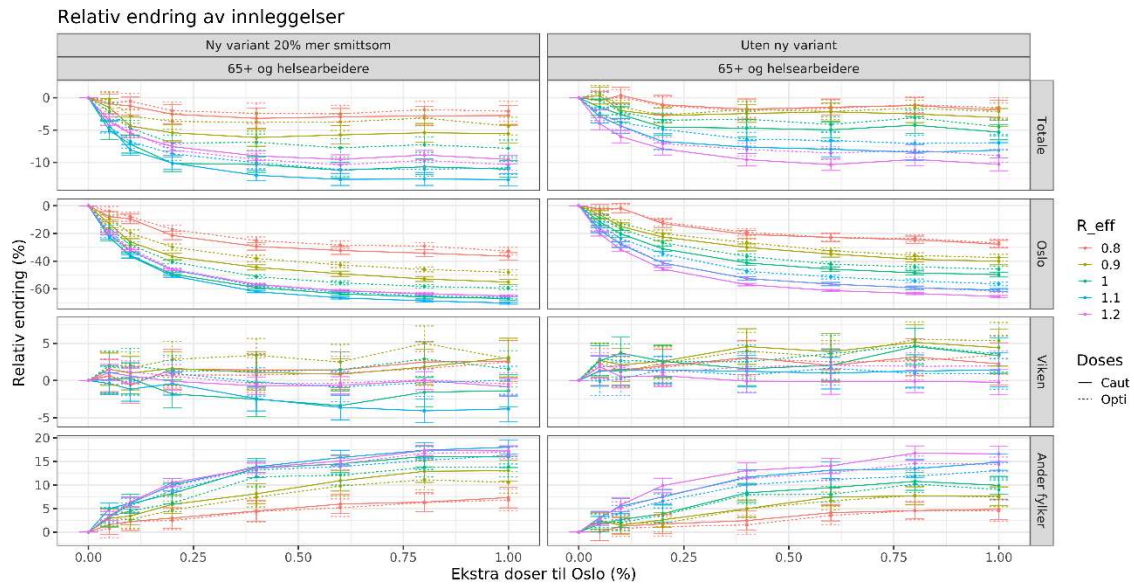 Relativ endring av innleggelser
Ny variant 20% mer smittsom
Uten ny variant
65+ og helsearbeidere
65+ og helsearbeidere
0
-5
-10
Totale
0
-20
-40
-60
Oslo
5
0
5
Viken
20
15
10
5
0
Ander fylker
Relativ endring (%)
0.00 0.25 0.50 0.75 1.00
0.00 0.25 0.50 0.75 1.00
Ekstra doser til Oslo (%)
R_eff
0.8
0.9
1
1.1
1.2
Doses
Caut
Opti